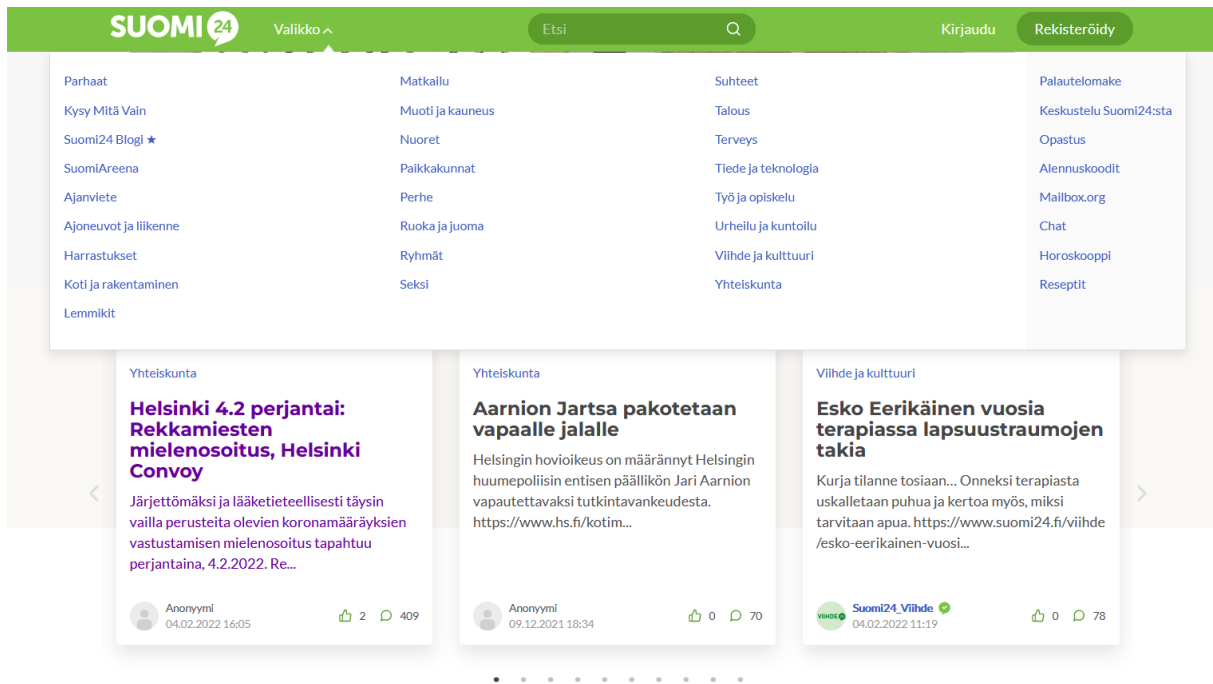 SUOMI 24
Valikko
Etsi
Kirjaudu
Rekisteröidy
Parhaat
Kysy Mitä Vain
Suomi24 Blogi ★
SuomiAreena
Ajanviete
Ajoneuvot ja liikenne
Harrastukset
Koti ja rakentaminen
Lemmikit
Matkailu
Muoti ja kauneus
Nuoret
Paikkakunnat
Perhe
Ruoka ja juoma
Ryhmät
Seksi
Suhteet
Talous
Terveys
Tiede ja teknologia
Työ ja opiskelu
Urheilu ja kuntoilu
Viihde ja kulttuuri
Yhteiskunta
Palautelomake
Keskustelu Suomi24:sta
Opastus
Alennuskoodit
Mailbox.org
Chat
Horoskooppi
Reseptit
Yhteiskunta
Helsinki 4.2 perjantai:
Rekkamiesten
mielenosoitus, Helsinki
Convoy
Järjettömäksi ja lääketieteellisesti täysin
vailla perusteita olevien koronamääräyksien
vastustamisen mielenosoitus tapahtuu
perjantaina, 4.2.2022. Re...
Anonyymi
04.02.2022 16:05
2
409
Yhteiskunta
Aarnion Jartsa pakotetaan
vapaalle jalalle
Helsingin hovioikeus on määrännyt Helsingin
huumepoliisin entisen päällikön Jari Aarnion
vapautettavaksi tutkintavankeudesta.
https://www.hs.fi/kotim...
Anonyymi
09.12.2021 18:34
0
70
Viihde ja kulttuuri
Esko Eerikäinen vuosia
terapiassa lapsuustraumojen
takia
Kurja tilanne tosiaan... Onneksi terapiasta
uskalletaan puhua ja kertoa myös, miksi
tarvitaan apua. https://www.suomi24.fi/viihde
/esko-eerikainen-vuosi...
VIIHDE
Suomi24_Viihde
04.02.2022 11:19
0
78